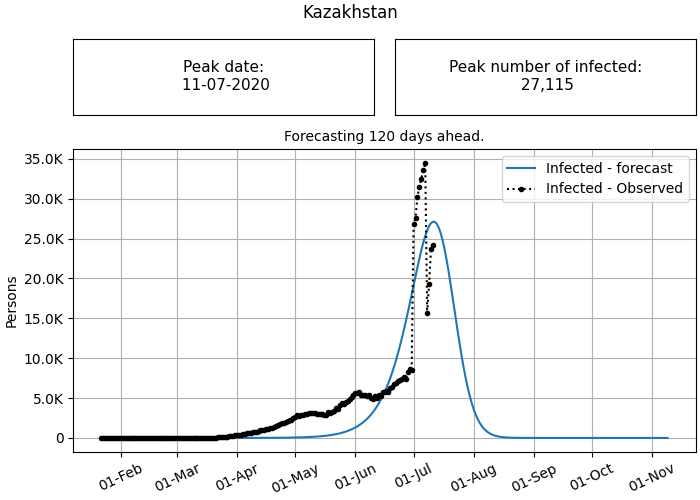 Kazakhstan
Peak date:
11-07-2020
Peak number of infected:
27,115
Forecasting 120 days ahead.
Infected - forecast
Infected - Observed
35.0K
30.0K
25.0K
20.0K
15.0K
10.0K
5.0K
0
Persons
01-Feb
01-Mar
01-Apr
01-May
01-Jun
01-Jul
01-Aug
01-Sep
01-Oct
01-Nov